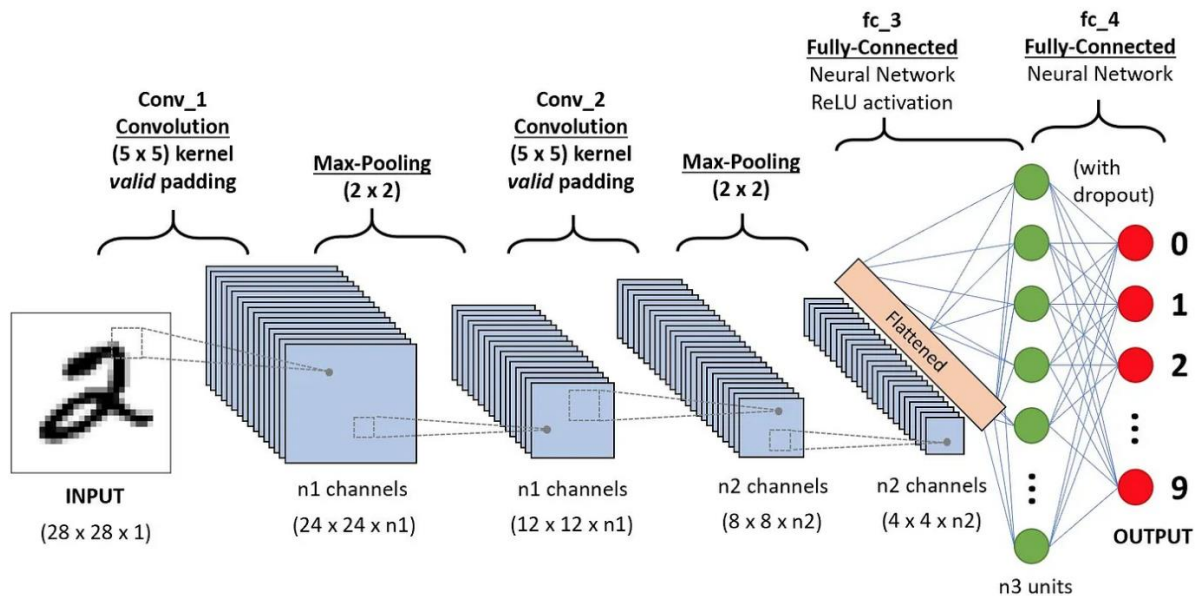 fc_3
Fully-Connected
Neural Network
ReLU activation
fc_4
Fully-Connected
Neural Network
Conv_1
Convolution
(5 x 5) kernel
valid padding
Max-Pooling
(2 x 2)
Conv_2
Convolution
(5 x 5) kernel
valid padding
Max-Pooling
(2 x 2)
(with
dropout)
Flattened
0
1
2
9
INPUT
(28 x 28 x 1)
n1 channels
(24 x 24 x n1)
n1 channels
(12 x 12 x n1)
n2 channels
(8 x 8 x n2)
n2 channels
(4 x 4 x n2)
n3 units
OUTPUT
2